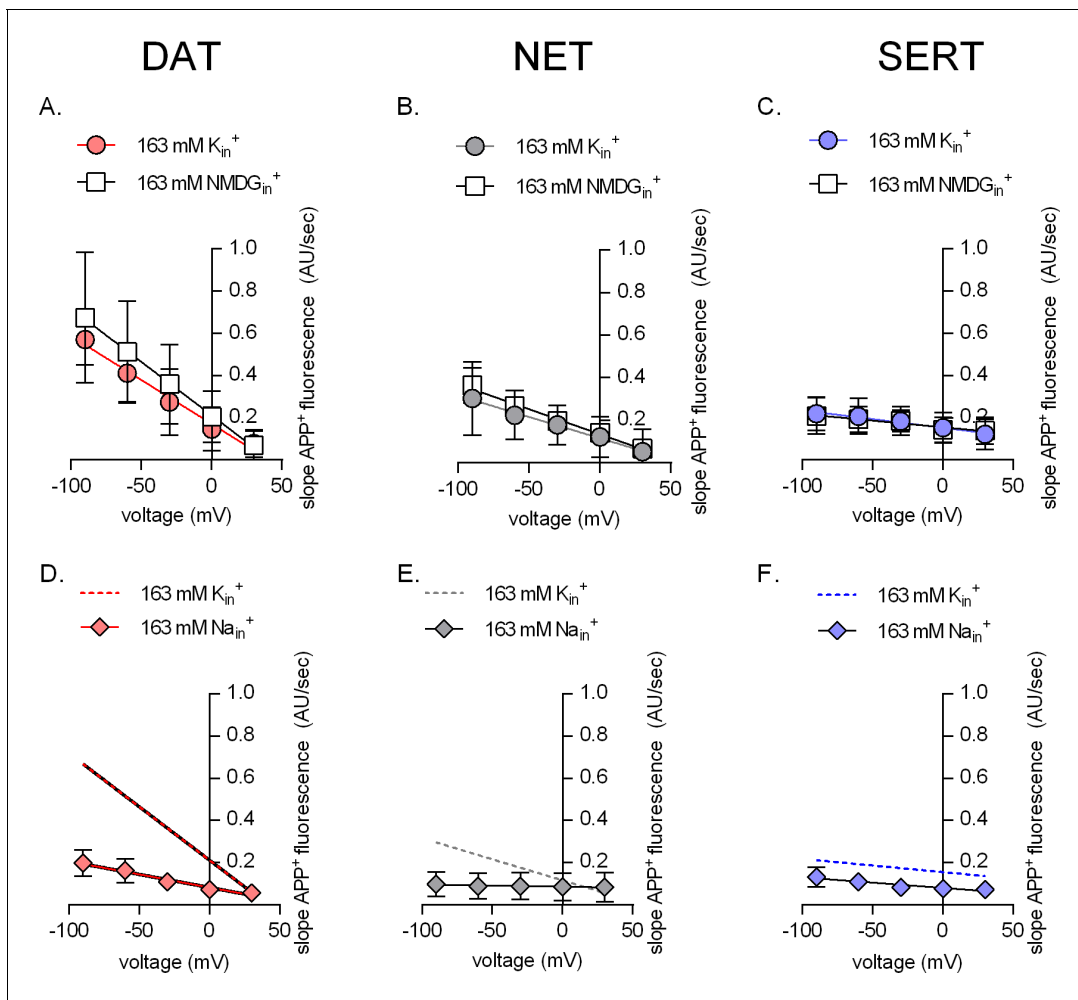 DAT NET SERT
A. B. C.
163 mM K_in^+ 163 mM K_in^+ 163 mM K_in^+
163 mM NMDG_in^+ 163 mM NMDG_in^+ 163 mM NMDG_in^+
slope APP^+ fluorescence (AU/sec) slope APP^+ fluorescence (AU/sec) slope APP^+ fluorescence (AU/sec)
1.0 1.0 1.0
0.8 0.8 0.8
0.6 0.6 0.6
0.4 0.4 0.4
0.2 0.2 0.2
-100 -50 0 50 -100 -50 0 50 -100 -50 0 50
voltage (mV) voltage (mV) voltage (mV)
D. E. F.
163 mM K_in^+ 163 mM K_in^+ 163 mM K_in^+
163 mM Na_in^+ 163 mM Na_in^+ 163 mM Na_in^+
slope APP^+ fluorescence (AU/sec) slope APP^+ fluorescence (AU/sec) slope APP^+ fluorescence (AU/sec)
1.0 1.0 1.0
0.8 0.8 0.8
0.6 0.6 0.6
0.4 0.4 0.4
0.2 0.2 0.2
-100 -50 0 50 -100 -50 0 50 -100 -50 0 50
voltage (mV) voltage (mV) voltage (mV)